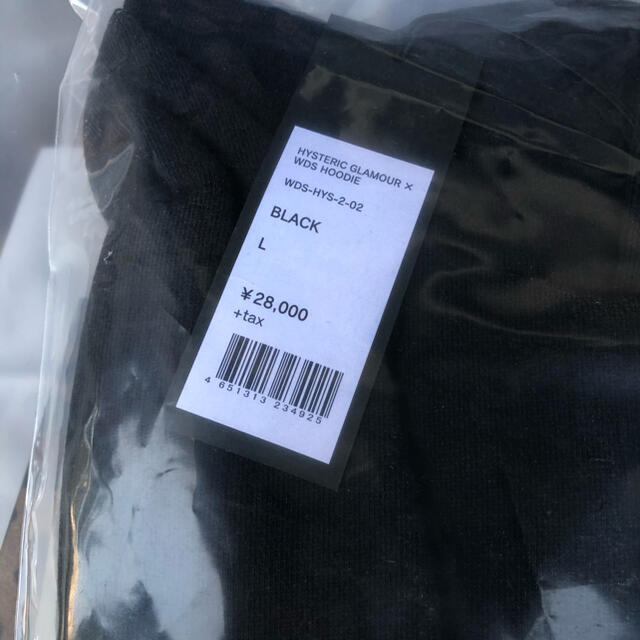 HYSTERIC GLAMOUR ×
WDS HOODIE
WDS-HYS-2-02
BLACK
L
¥28,000
+tax
4 651313 234925